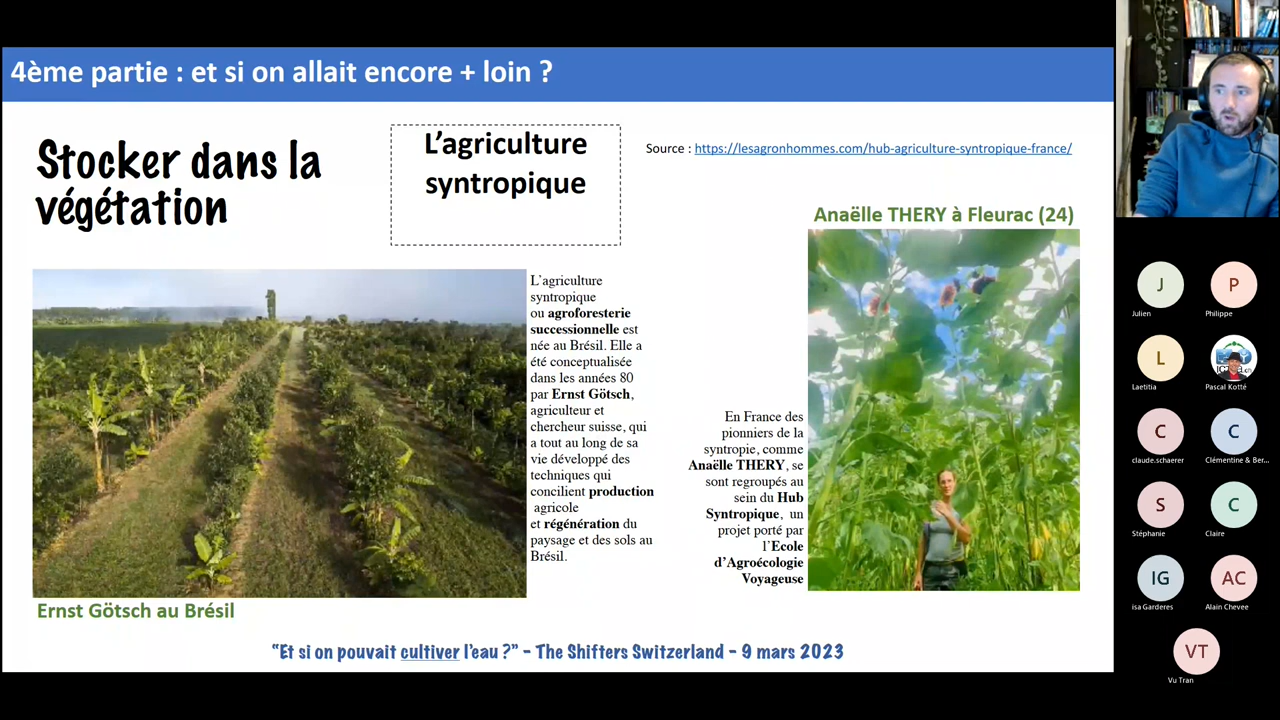 4ème partie : et si on allait encore + loin ?
Stocker dans la
végétation
L’agriculture
syntropique
Source : https://lesagronhommes.com/hub-agriculture-syntropique-france/
Anaëlle THERY à Fleurac (24)
L’agriculture
syntropique
ou agroforesterie
successionnelle est
née au Brésil. Elle a
été conceptualisée
dans les années 80
par Ernst Götsch,
agriculteur et
chercheur suisse, qui
a tout au long de sa
vie développé des
techniques qui
concilient production
agricole
et régénération du
paysage et des sols au
Brésil.
En France des
pionniers de la
syntropie, comme
Anaëlle THERY, se
sont regroupés au
sein du Hub
Syntropique, un
projet porté par
l’Ecole
d’Agroécologie
Voyageuse
Ernst Götsch au Brésil
“Et si on pouvait cultiver l’eau ?” – The Shifters Switzerland – 9 mars 2023
J
Julien
P
Philippe
L
Laetitia
Pascal Kotté
C
claude.schaerer
C
Clémentine & Ber...
S
Stéphanie
C
Claire
IG
isa Garderes
AC
Alain Chevee
VT
Vu Tran